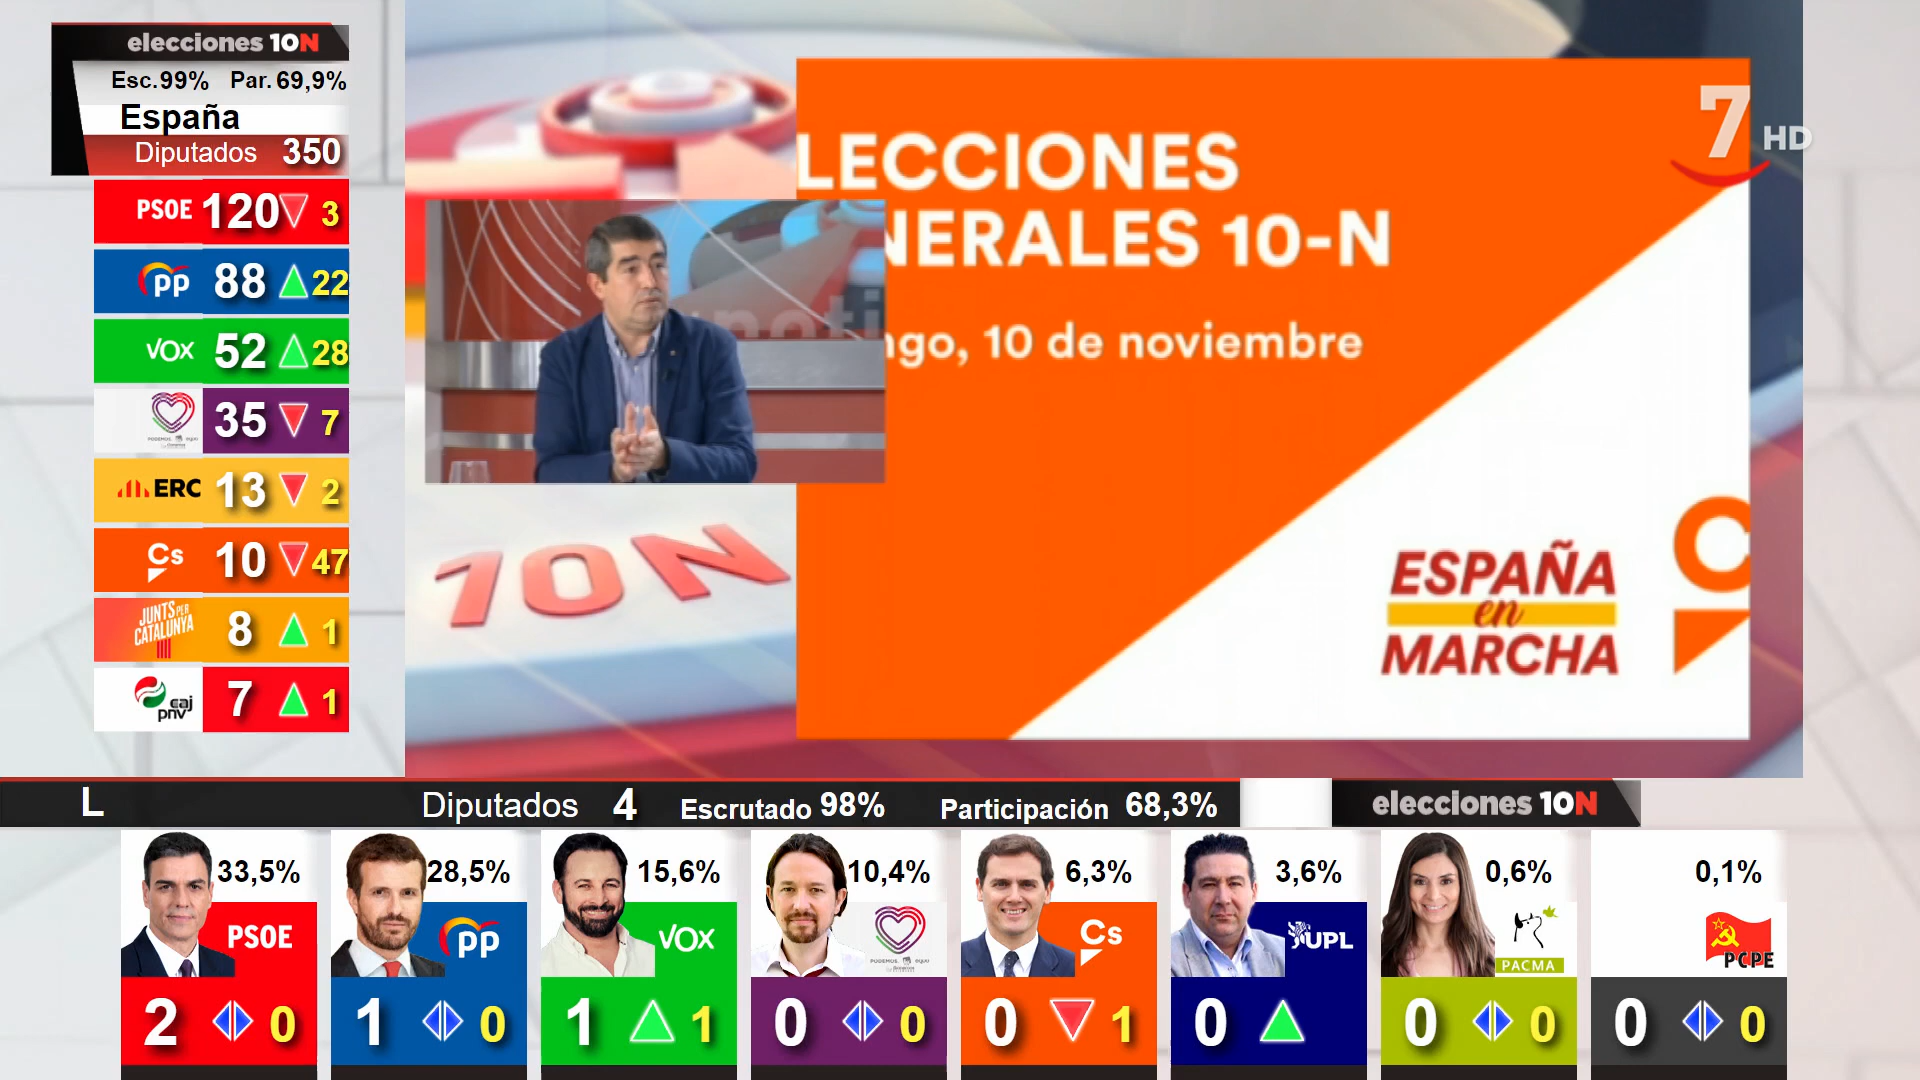 elecciones 10N
Esc. 99% Par. 69,9%
España
Diputados 350
PSOE 120 3
pp 88 22
VOX 52 28
35 7
ERC 13 2
Cs 10 47
JUNTS PER
CATALUNYA
8 1
eaj
pnv
7 1
LECCIONES
NERALES 10-N
ngo, 10 de noviembre
7 HD
noti
10N
ESPAÑA
en
MARCHA
C
L Diputados 4 Escrutado 98% Participación 68,3% elecciones 10N
33,5% 28,5% 15,6% 10,4% 6,3% 3,6% 0,6% 0,1%
PSOE pp VOX PODEMOS equo Cs UPL PACMA PCPE
2 0 1 0 1 1 0 0 0 1 0 0 0 0 0